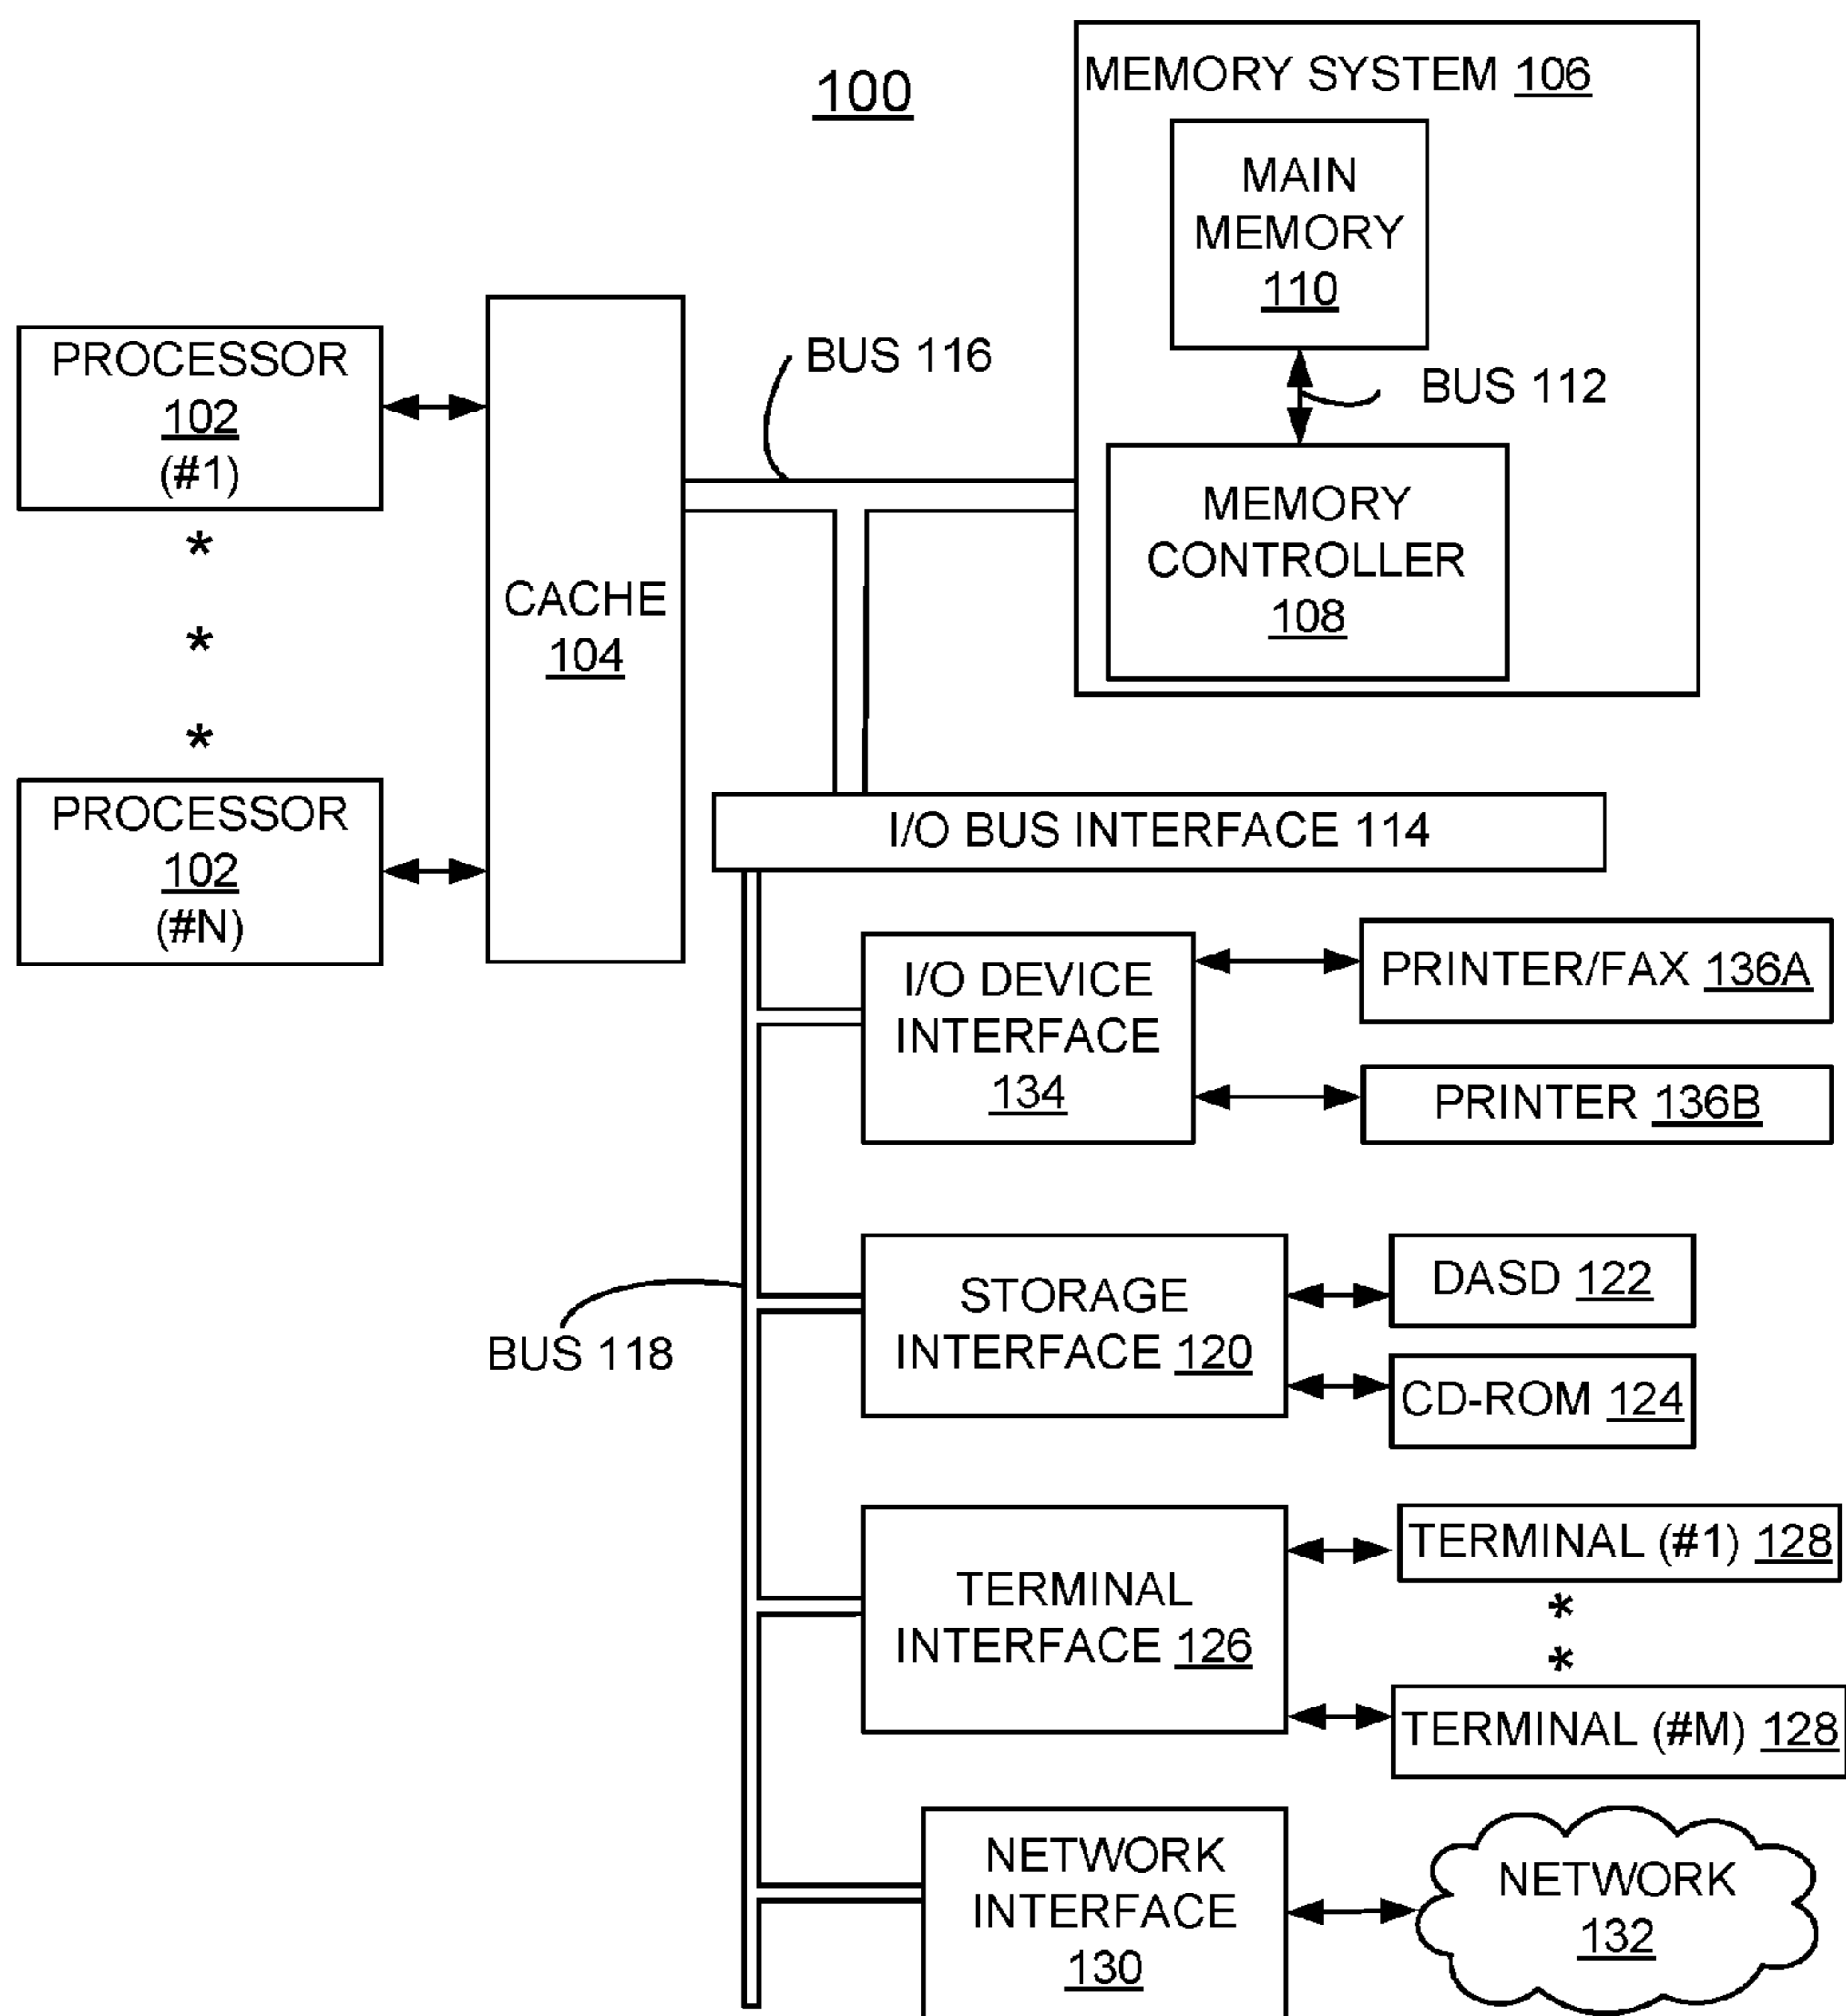 100
MEMORY SYSTEM 106
MAIN
MEMORY
110
BUS 112
MEMORY
CONTROLLER
108
BUS 116
PROCESSOR
102
(#1)
*
*
*
PROCESSOR
102
(#N)
CACHE
104
I/O BUS INTERFACE 114
I/O DEVICE
INTERFACE
134
PRINTER/FAX 136A
PRINTER 136B
BUS 118
STORAGE
INTERFACE 120
DASD 122
CD-ROM 124
TERMINAL
INTERFACE 126
TERMINAL (#1) 128
*
*
TERMINAL (#M) 128
NETWORK
INTERFACE
130
NETWORK
132